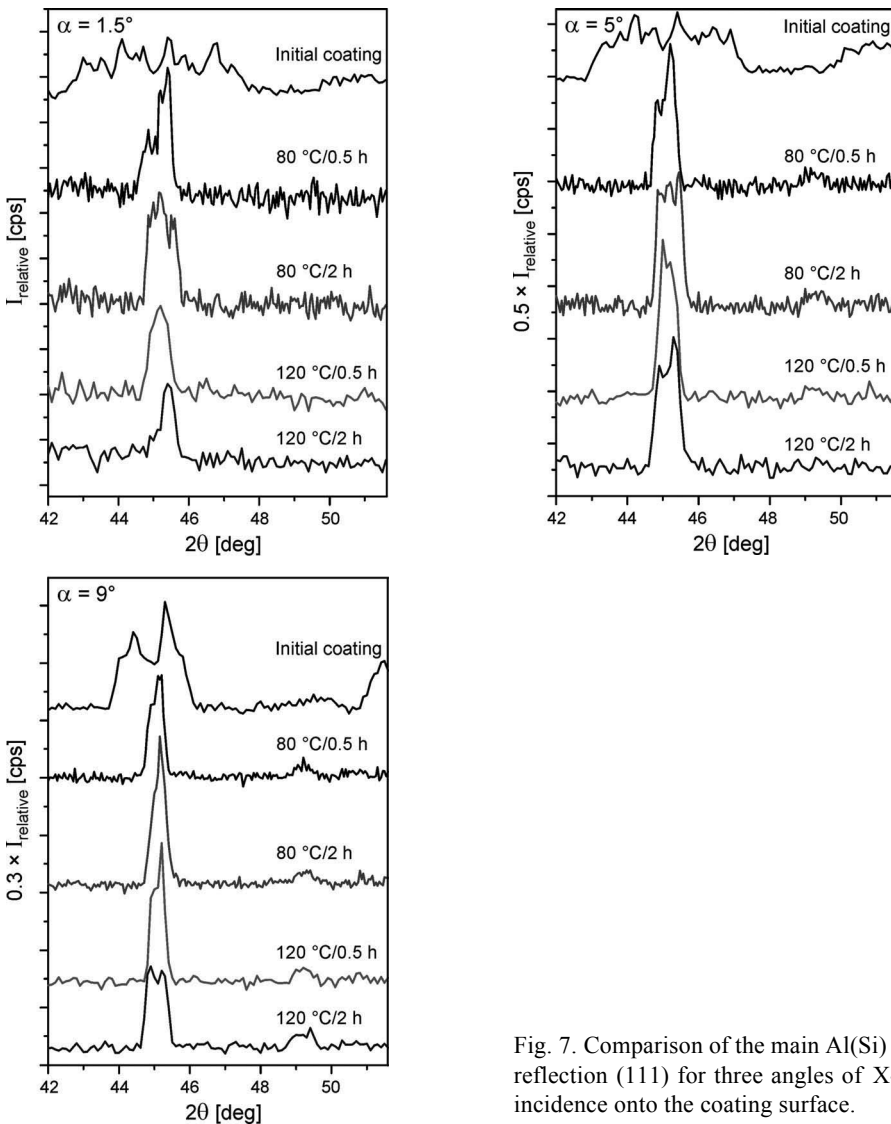 α = 1.5°
Initial coating
80 °C/0.5 h
80 °C/2 h
120 °C/0.5 h
120 °C/2 h
I relative [cps]
42 44 46 48 50
2θ [deg]
α = 5°
Initial coating
80 °C/0.5 h
80 °C/2 h
120 °C/0.5 h
120 °C/2 h
0.5 × I relative [cps]
42 44 46 48 50
2θ [deg]
α = 9°
Initial coating
80 °C/0.5 h
80 °C/2 h
120 °C/0.5 h
120 °C/2 h
0.3 × I relative [cps]
42 44 46 48 50
2θ [deg]
Fig. 7. Comparison of the main Al(Si)
reflection (111) for three angles of X
incidence onto the coating surface.